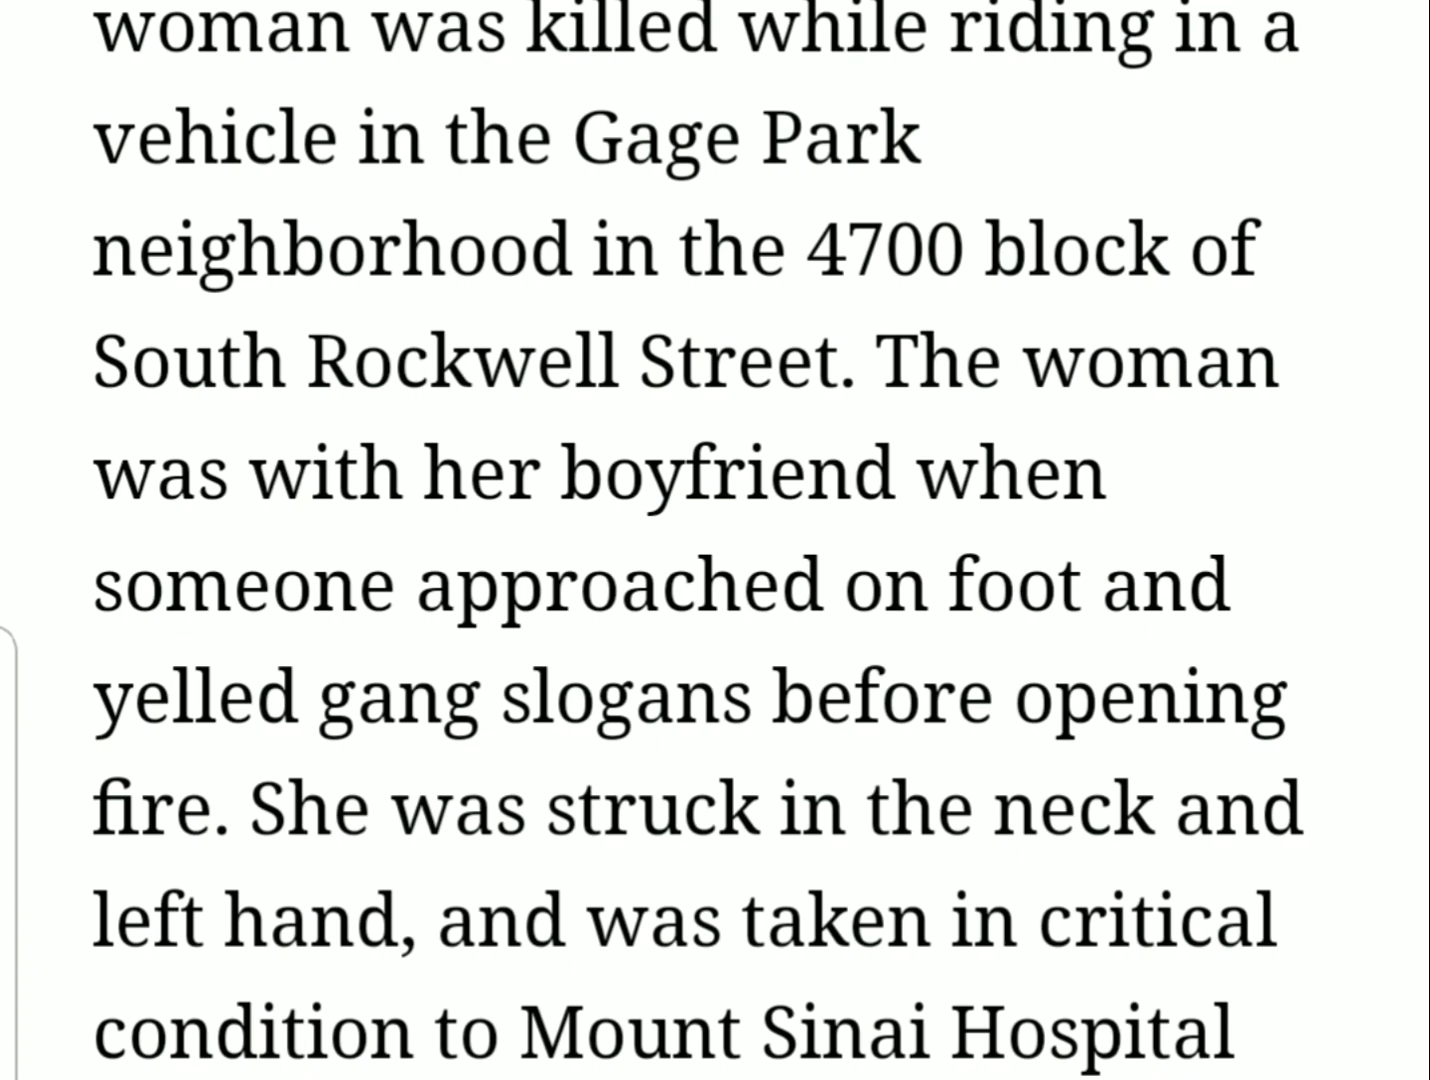 woman was killed while riding in a
vehicle in the Gage Park
neighborhood in the 4700 block of
South Rockwell Street. The woman
was with her boyfriend when
someone approached on foot and
yelled gang slogans before opening
fire. She was struck in the neck and
left hand, and was taken in critical
condition to Mount Sinai Hospital